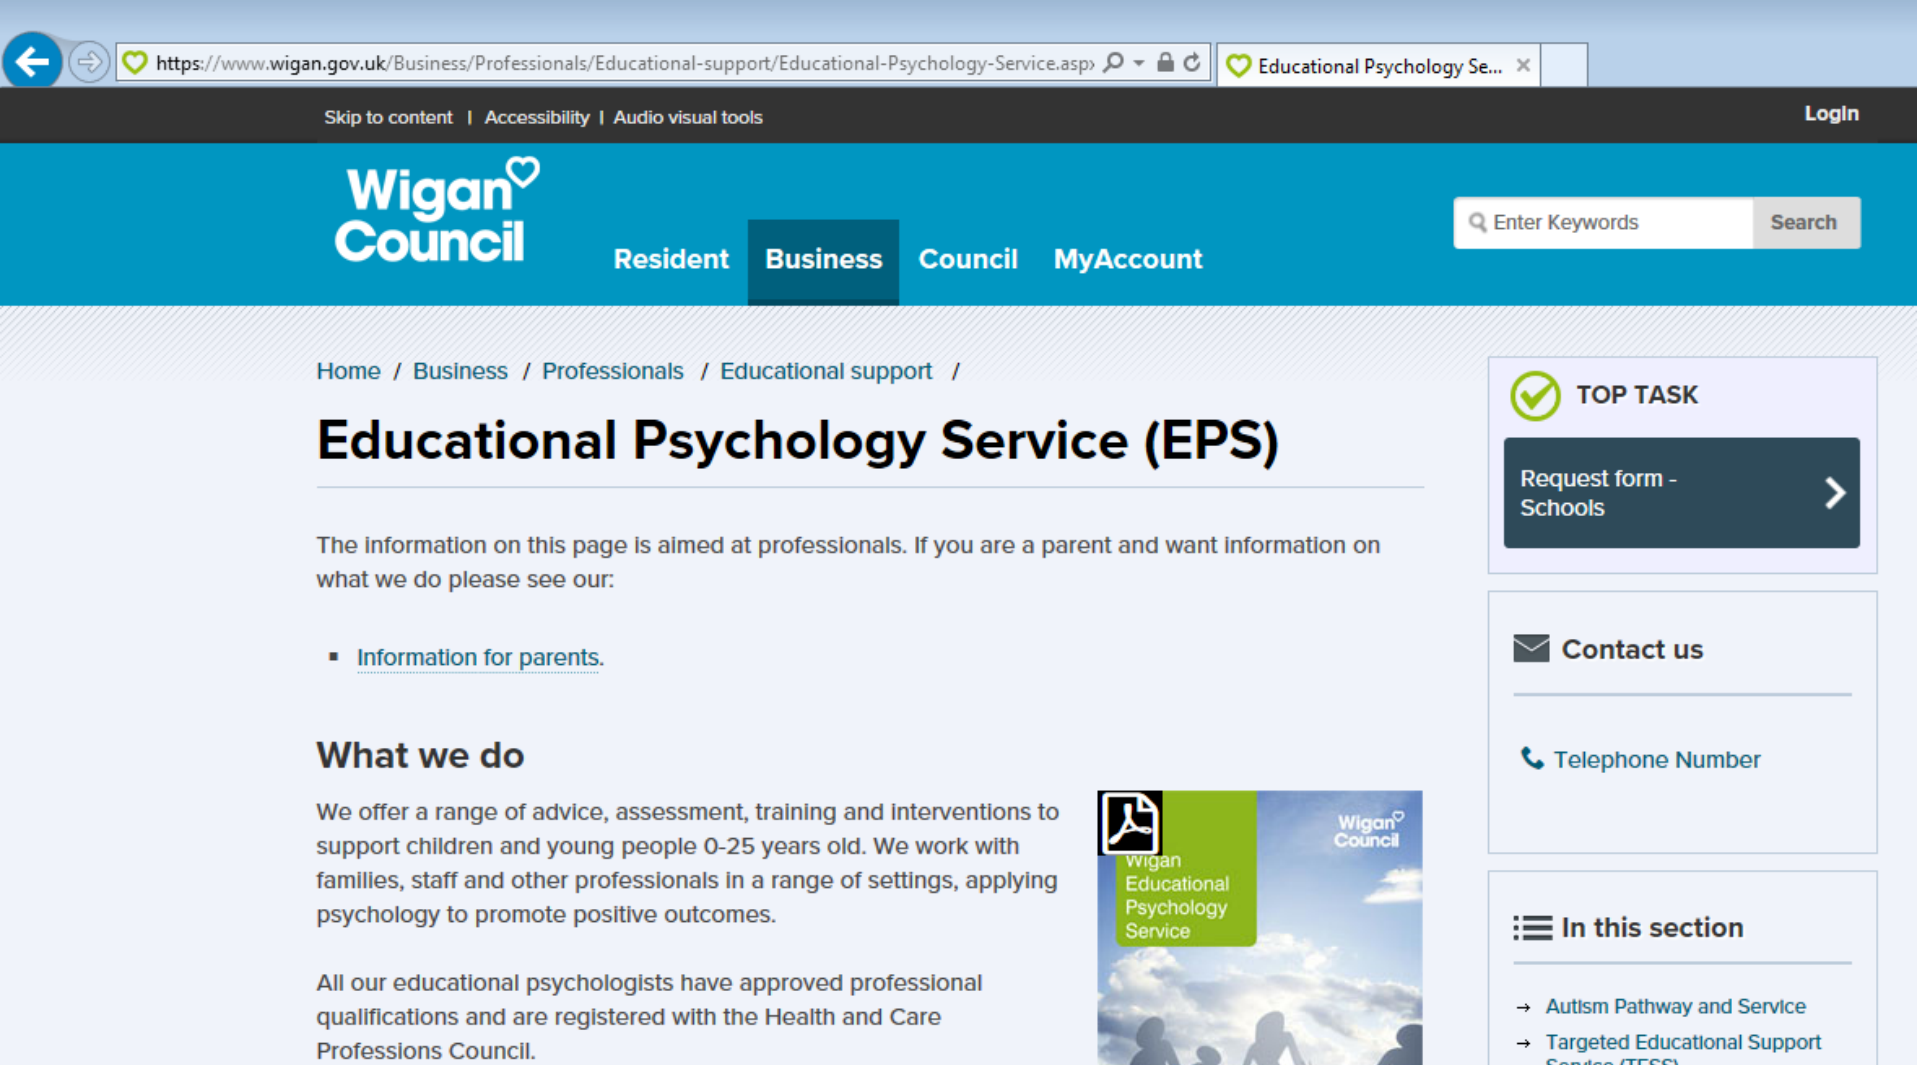 https://www.wigan.gov.uk/Business/Professionals/Educational-support/Educational-Psychology-Service.asp
Educational Psychology Se...
Skip to content | Accessibility | Audio visual tools
Login
Wigan
Council
Resident Business Council MyAccount
Enter Keywords Search
Home / Business / Professionals / Educational support /
Educational Psychology Service (EPS)
The information on this page is aimed at professionals. If you are a parent and want information on
what we do please see our:
Information for parents.
What we do
We offer a range of advice, assessment, training and interventions to
support children and young people 0-25 years old. We work with
families, staff and other professionals in a range of settings, applying
psychology to promote positive outcomes.
All our educational psychologists have approved professional
qualifications and are registered with the Health and Care
Professions Council.
Wigan
Council
Wigan
Educational
Psychology
Service
TOP TASK
Request form -
Schools
Contact us
Telephone Number
In this section
→ Autism Pathway and Service
→ Targeted Educational Support
Service (TESS)